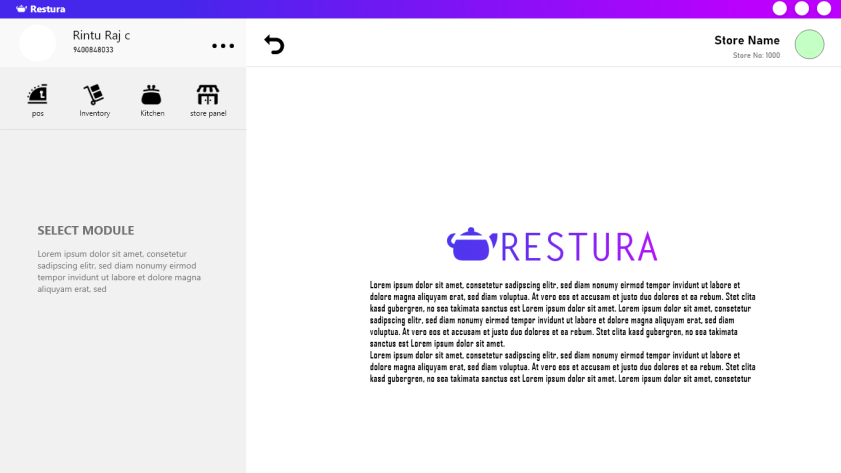 Restura
Rintu Raj c
9400848033
Store Name
Store No: 1000
pos
Inventory
Kitchen
store panel
SELECT MODULE
Lorem ipsum dolor sit amet, consetetur
sadipscing elitr, sed diam nonumy eirmod
tempor invidunt ut labore et dolore magna
aliquyam erat, sed
RESTURA
Lorem ipsum dolor sit amet, consetetur sadipscing elitr, sed diam nonumy eirmod tempor invidunt ut labore et
dolore magna aliquyam erat, sed diam voluptua. At vero eos et accusam et justo duo dolores et ea rebum. Stet clita
kasd gubergren, no sea takimata sanctus est Lorem ipsum dolor sit amet. Lorem ipsum dolor sit amet, consetetur
sadipscing elitr, sed diam nonumy eirmod tempor invidunt ut labore et dolore magna aliquyam erat, sed diam
voluptua. At vero eos et accusam et justo duo dolores et ea rebum. Stet clita kasd gubergren, no sea takimata
sanctus est Lorem ipsum dolor sit amet.
Lorem ipsum dolor sit amet, consetetur sadipscing elitr, sed diam nonumy eirmod tempor invidunt ut labore et
dolore magna aliquyam erat, sed diam voluptua. At vero eos et accusam et justo duo dolores et ea rebum. Stet clita
kasd gubergren, no sea takimata sanctus est Lorem ipsum dolor sit amet. Lorem ipsum dolor sit amet, consetetur